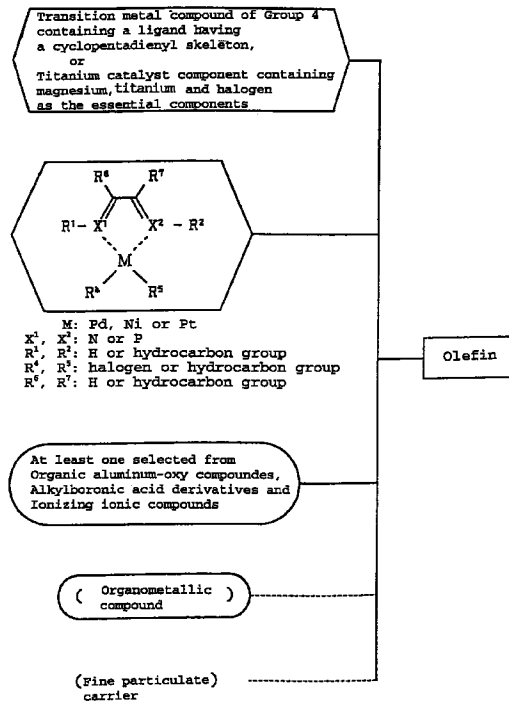 Transition metal compound of Group 4
containing a ligand having
a cyclopentadienyl skeleton,
or
Titanium catalyst component containing
magnesium, titanium and halogen
as the essential components
R⁶ R⁷
R¹- X¹ X² - R²
M
R⁴ R⁵
M: Pd, Ni or Pt
X¹, X²: N or P
R¹, R²: H or hydrocarbon group
R⁴, R⁵: halogen or hydrocarbon group
R⁶, R⁷: H or hydrocarbon group
Olefin
At least one selected from
Organic aluminum-oxy compoundes,
Alkylboronic acid derivatives and
Ionizing ionic compounds
( Organometallic )
compound
(Fine particulate)
carrier